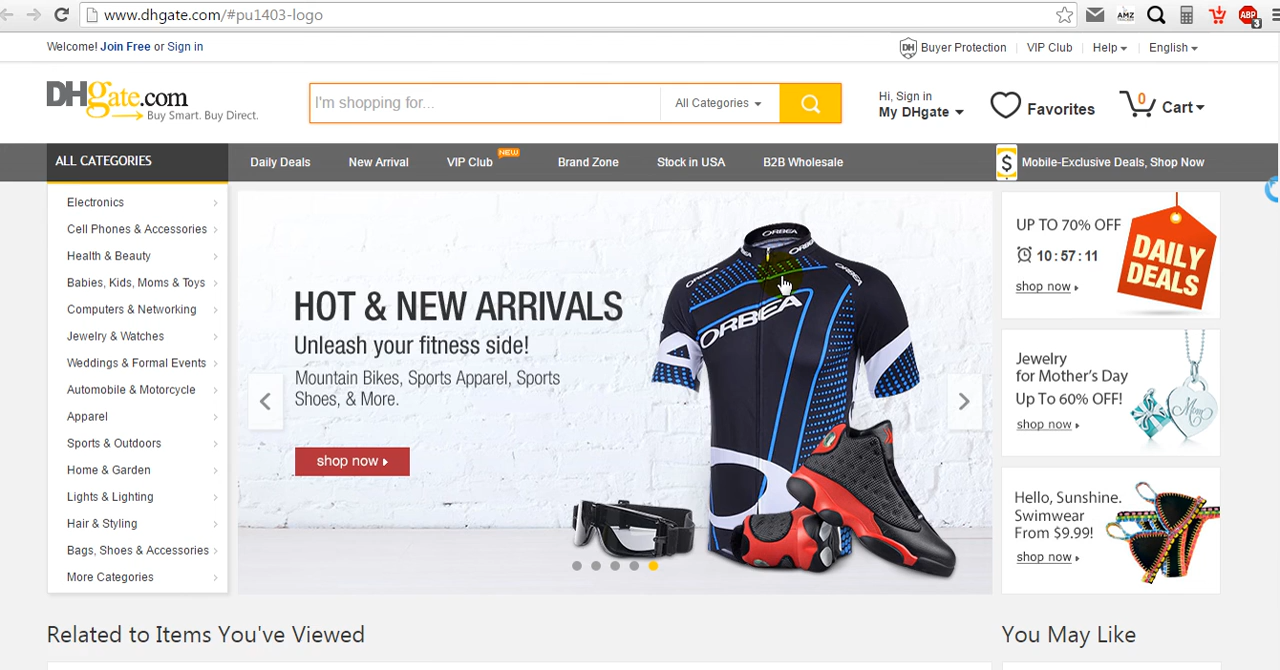 www.dhgate.com/#pu1403-logo
AMZ
ABP
3
Welcome! Join Free or Sign in
DH Buyer Protection
VIP Club
Help
English
DHgate.com
Buy Smart. Buy Direct.
I'm shopping for...
All Categories
Hi, Sign in
My DHgate
Favorites
0
Cart
ALL CATEGORIES
Daily Deals
New Arrival
VIP Club
NEW
Brand Zone
Stock in USA
B2B Wholesale
$
Mobile-Exclusive Deals, Shop Now
Electronics
Cell Phones & Accessories
Health & Beauty
Babies, Kids, Moms & Toys
Computers & Networking
Jewelry & Watches
Weddings & Formal Events
Automobile & Motorcycle
Apparel
Sports & Outdoors
Home & Garden
Lights & Lighting
Hair & Styling
Bags, Shoes & Accessories
More Categories
HOT & NEW ARRIVALS
Unleash your fitness side!
Mountain Bikes, Sports Apparel, Sports
Shoes, & More.
shop now
ORBEA
ORBEA
ORBEA
ORBEA
UP TO 70% OFF
10:57:11
shop now
DAILY
DEALS
Jewelry
for Mother's Day
Up To 60% OFF!
shop now
Mom
Hello, Sunshine.
Swimwear
From $9.99!
shop now
Related to Items You've Viewed
You May Like